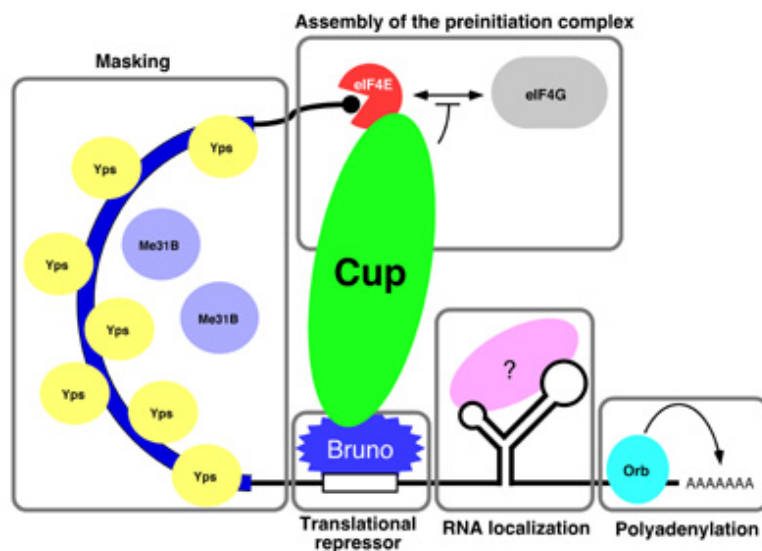 Assembly of the preinitiation complex
Masking
eIF4E
eIF4G
Yps
Yps
Me31B
Yps
Cup
Me31B
Yps
Yps
Yps
?
Bruno
Yps
Orb
AAAAAAA
Translational
repressor
RNA localization
Polyadenylation